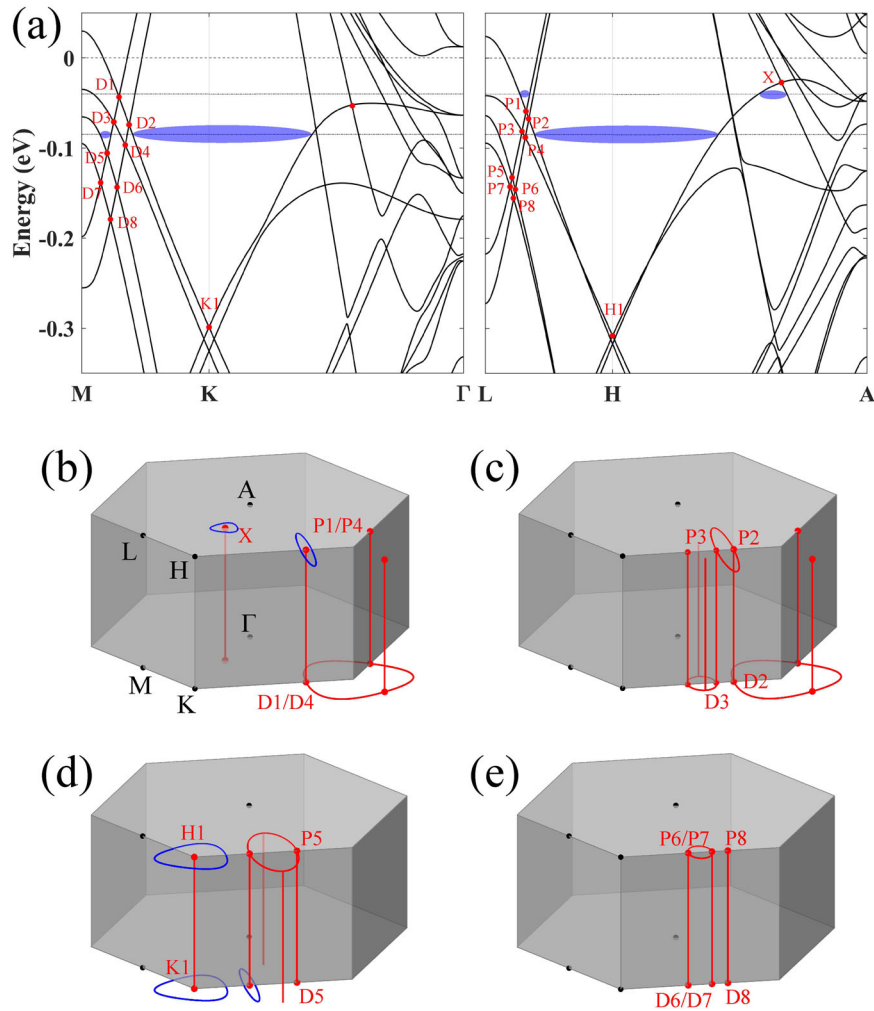 (a)
Energy (eV)
0
-0.1
-0.2
-0.3
D1
D3
D2
D5
D4
D7
D6
D8
K1
M K Γ
X
P1
P2
P3
P4
P5
P7
P6
P8
H1
L H A
(b)
A
X
P1/P4
L
H
Γ
M
K
D1/D4
(c)
P3 P2
D3 D2
(d)
H1
P5
K1
D5
(e)
P6/P7 P8
D6/D7 D8